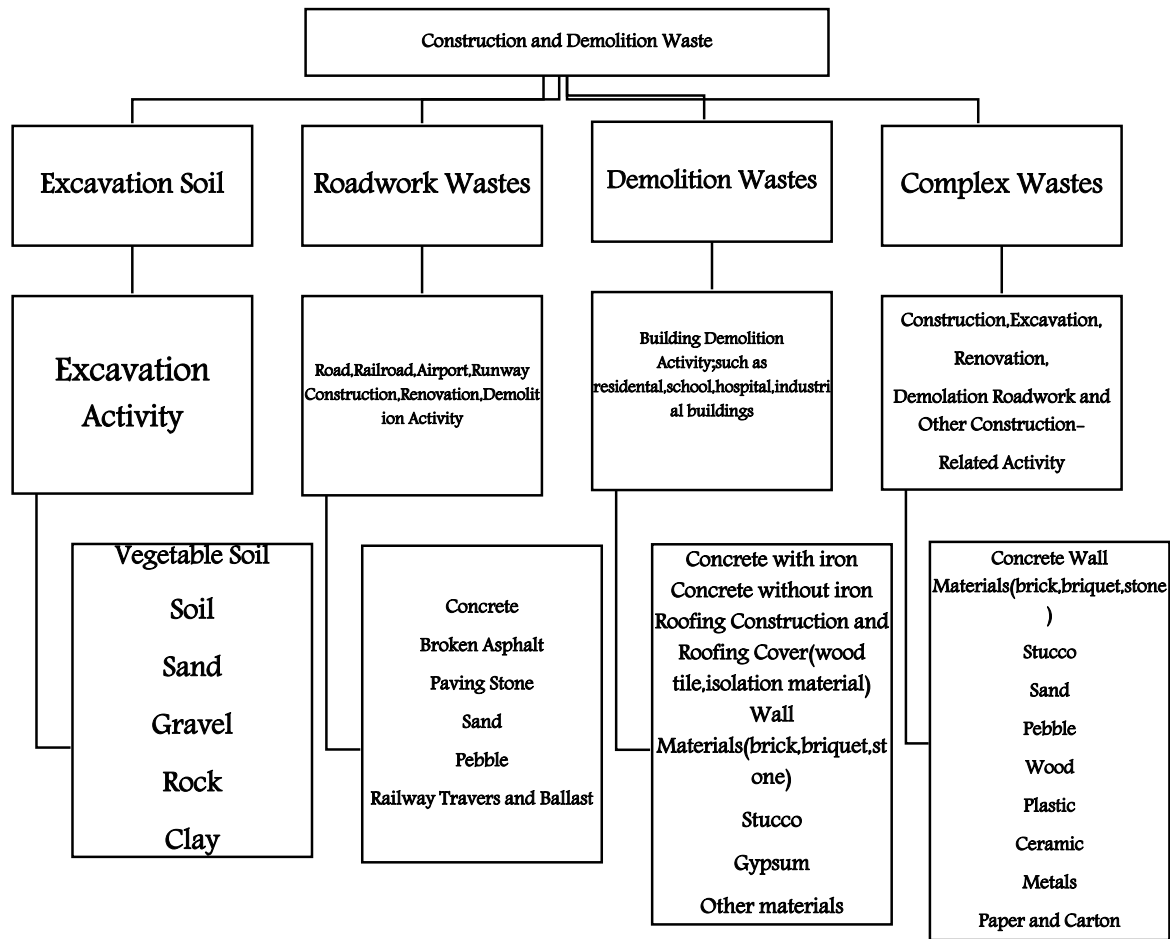 Construction and Demolition Waste
Excavation Soil
Roadwork Wastes
Demolition Wastes
Complex Wastes
Excavation
Activity
Road,Railroad,Airport,Runway
Construction,Renovation,Demolit
ion Activity
Building Demolition
Activity;such as
residental,school,hospital,industri
al buildings
Construction,Excavation,
Renovation,
Demolation Roadwork and
Other Construction-
Related Activity
Vegetable Soil
Soil
Sand
Gravel
Rock
Clay
Concrete
Broken Asphalt
Paving Stone
Sand
Pebble
Railway Travers and Ballast
Concrete with iron
Concrete without iron
Roofing Construction and
Roofing Cover(wood
tile,isolation material)
Wall
Materials(brick,briquet,st
one)
Stucco
Gypsum
Other materials
Concrete Wall
Materials(brick,briquet,stone
)
Stucco
Sand
Pebble
Wood
Plastic
Ceramic
Metals
Paper and Carton